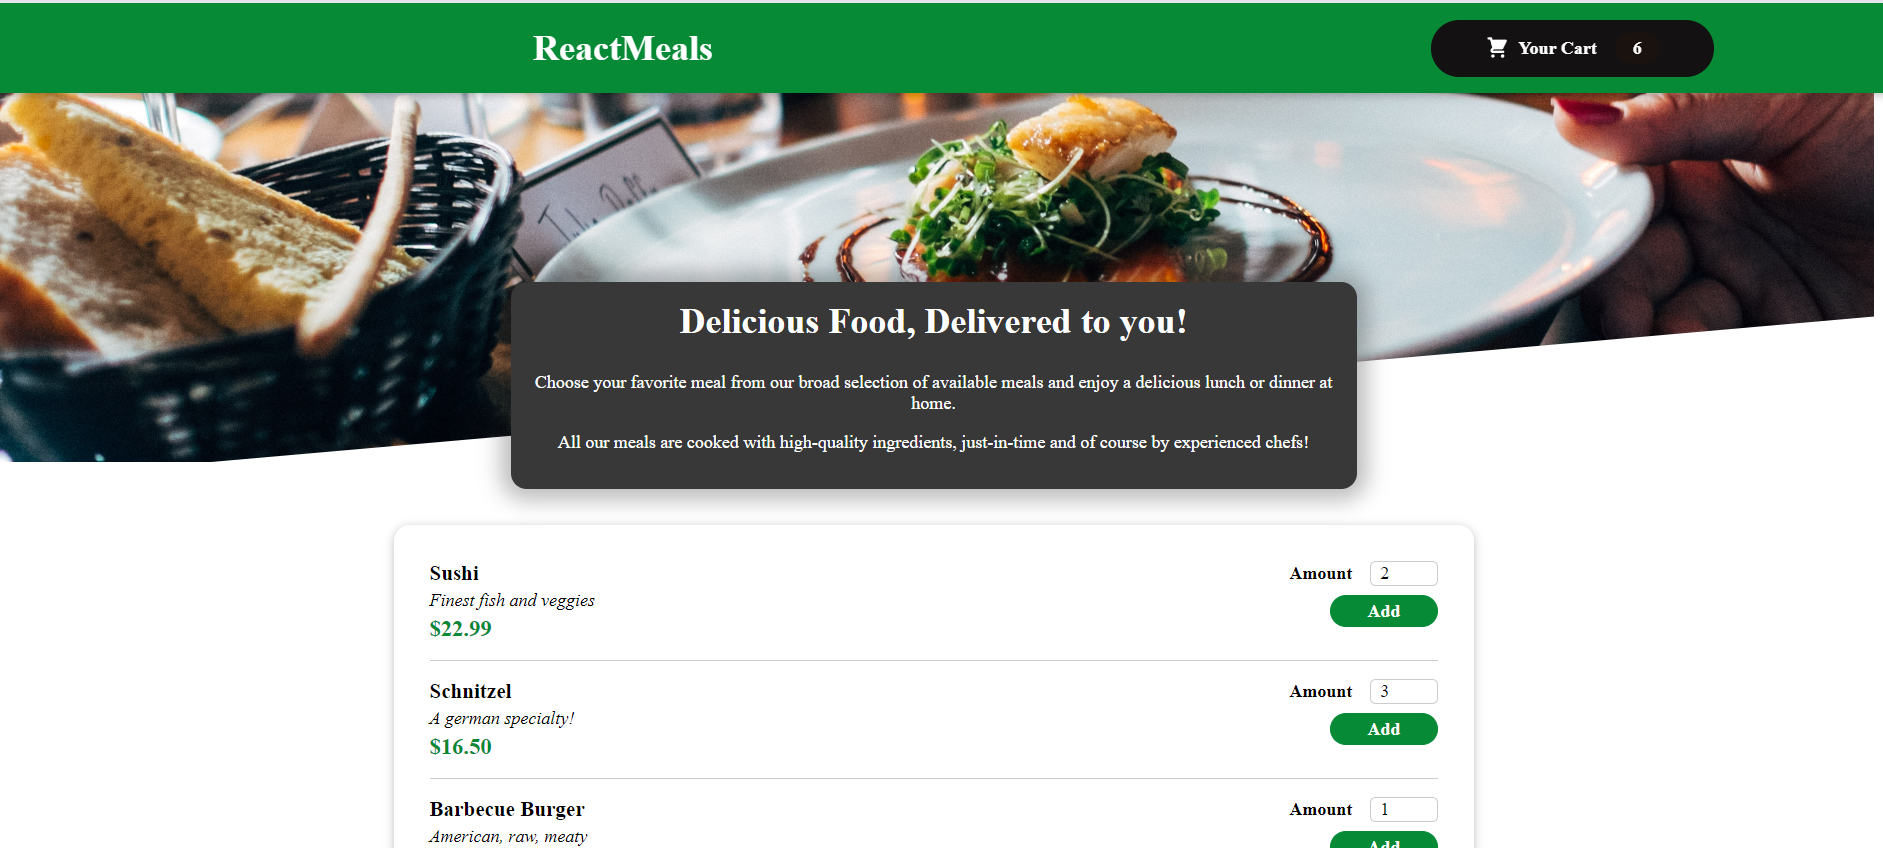 ReactMeals
Your Cart 6
Delicious Food, Delivered to you!
Choose your favorite meal from our broad selection of available meals and enjoy a delicious lunch or dinner at
home.
All our meals are cooked with high-quality ingredients, just-in-time and of course by experienced chefs!
Sushi
Finest fish and veggies
$22.99
Amount 2
Add
Schnitzel
A german specialty!
$16.50
Amount 3
Add
Barbecue Burger
American, raw, meaty
Amount 1
Add